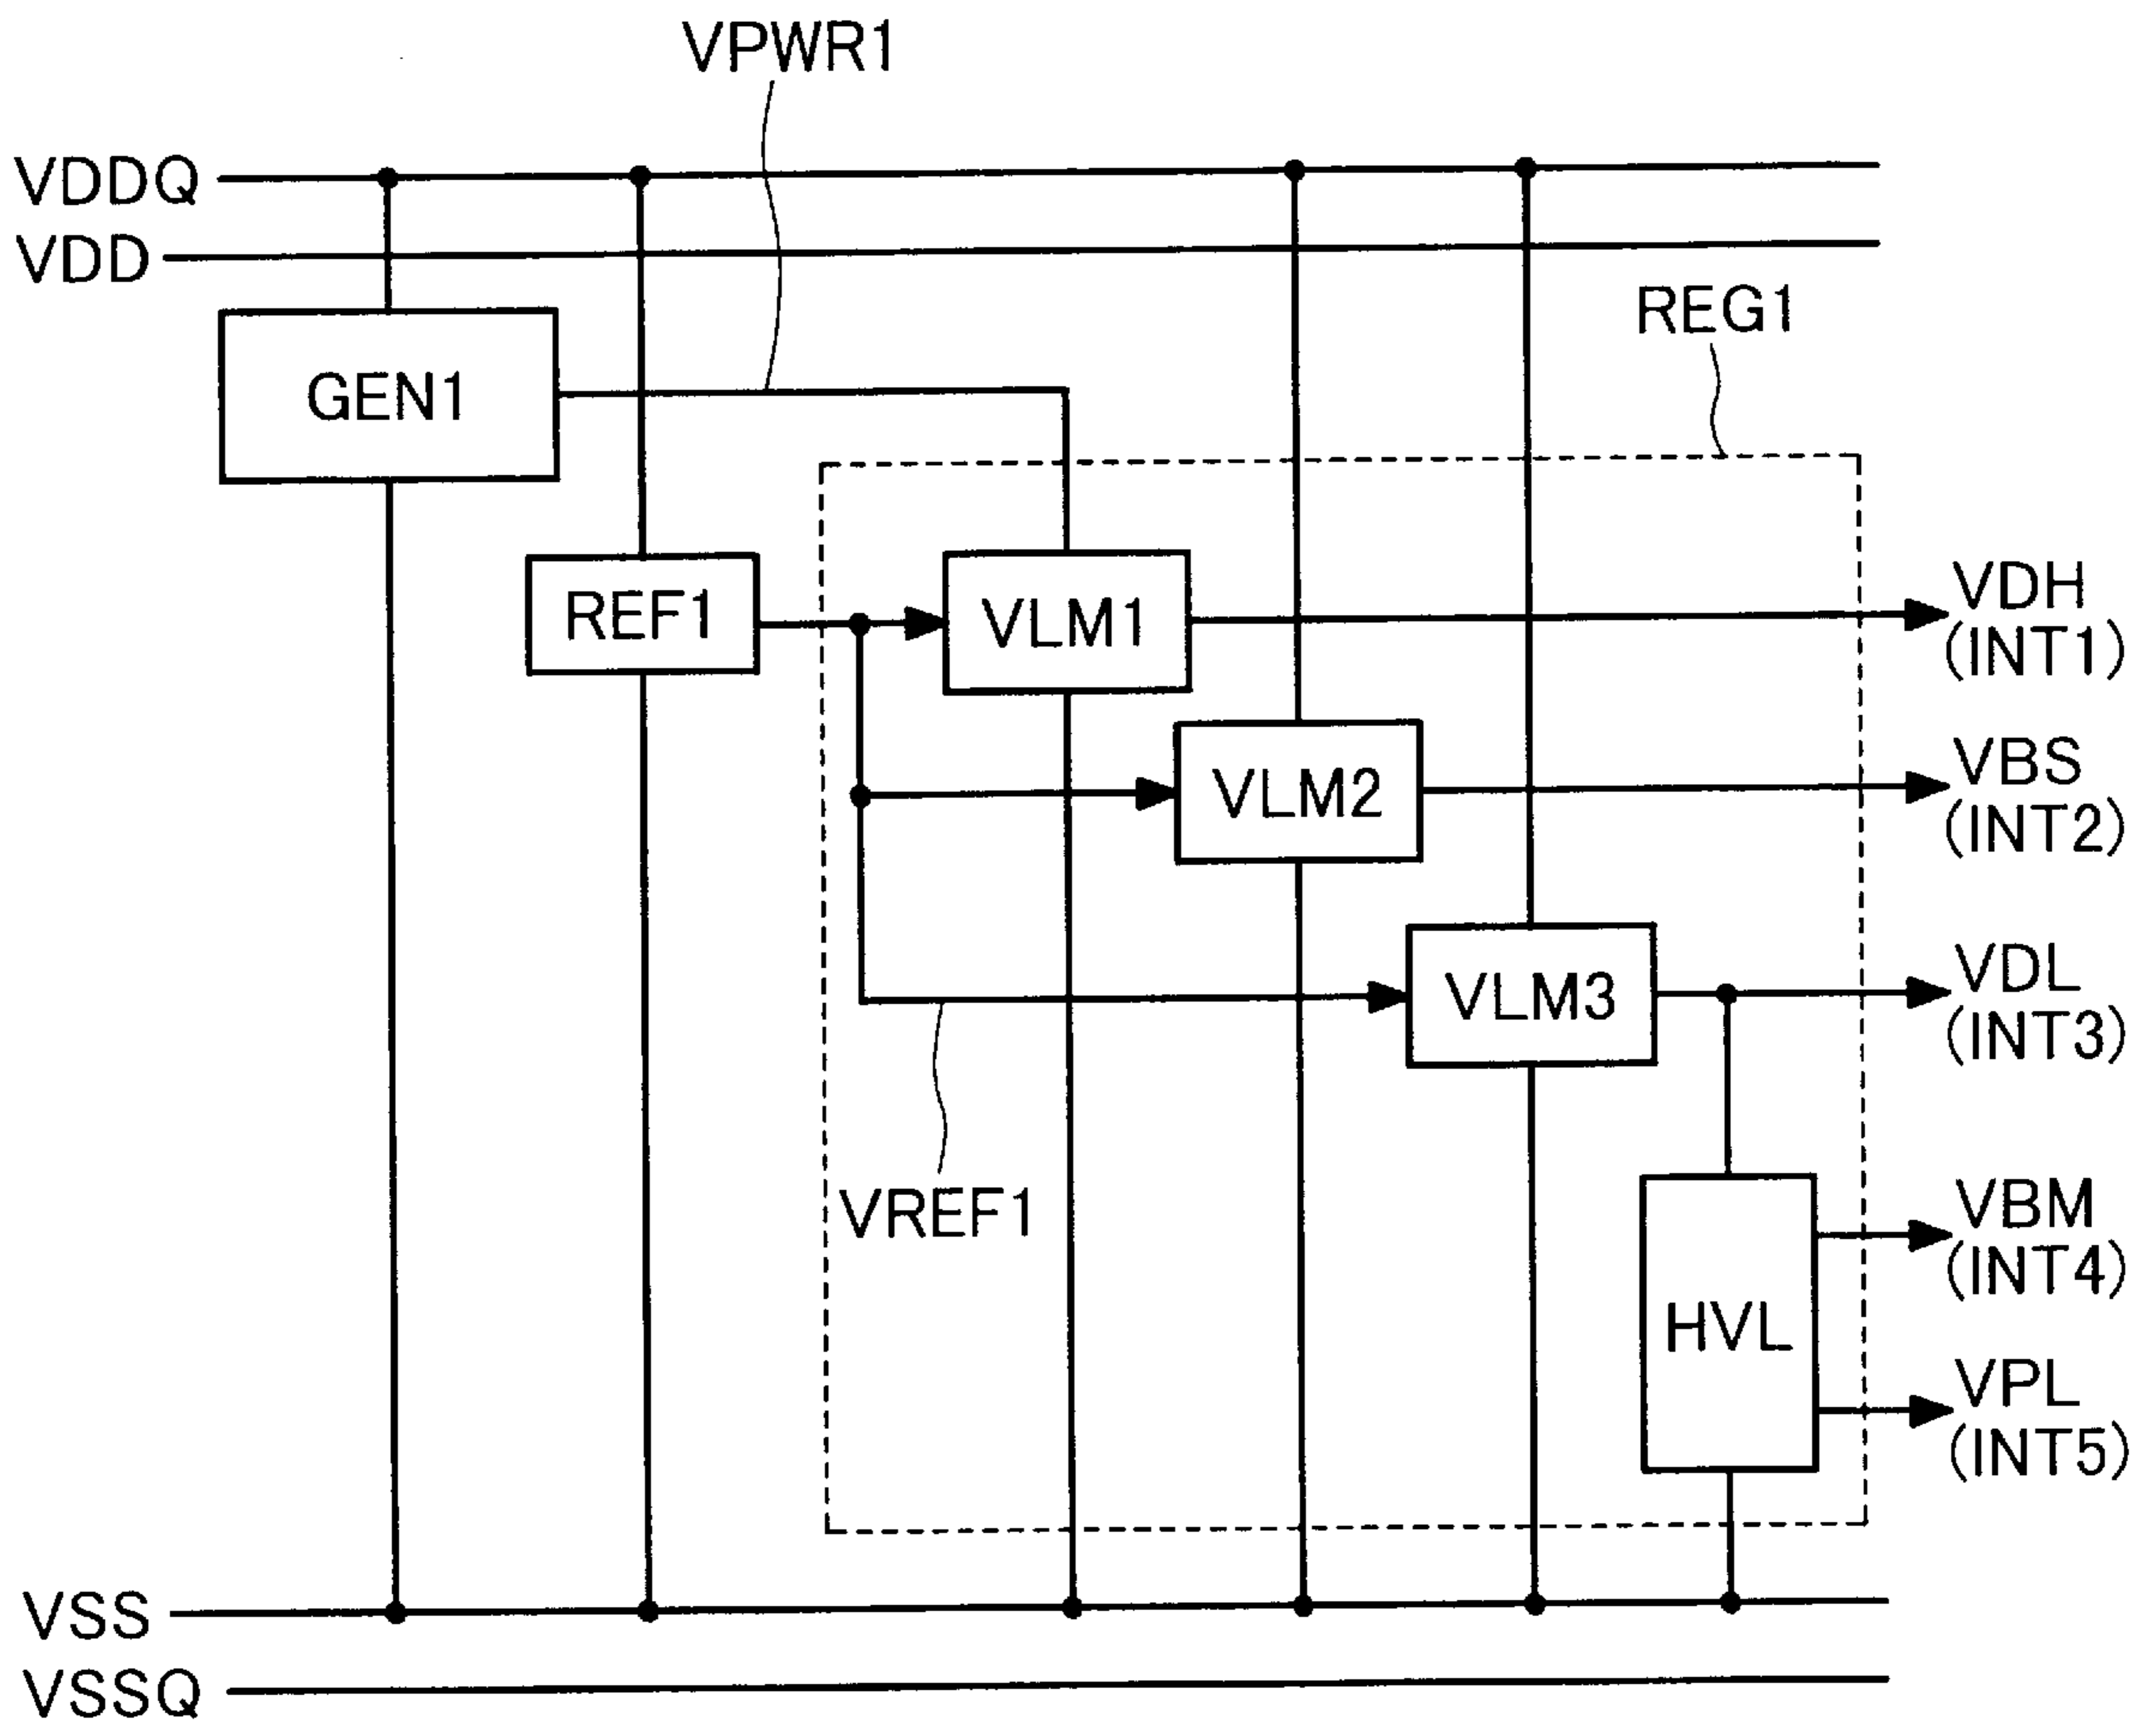 VPWR1
VDDQ
VDD
REG1
GEN1
REF1
VLM1
VDH
(INT1)
VLM2
VBS
(INT2)
VLM3
VDL
(INT3)
VREF1
VBM
(INT4)
HVL
VPL
(INT5)
VSS
VSSQ